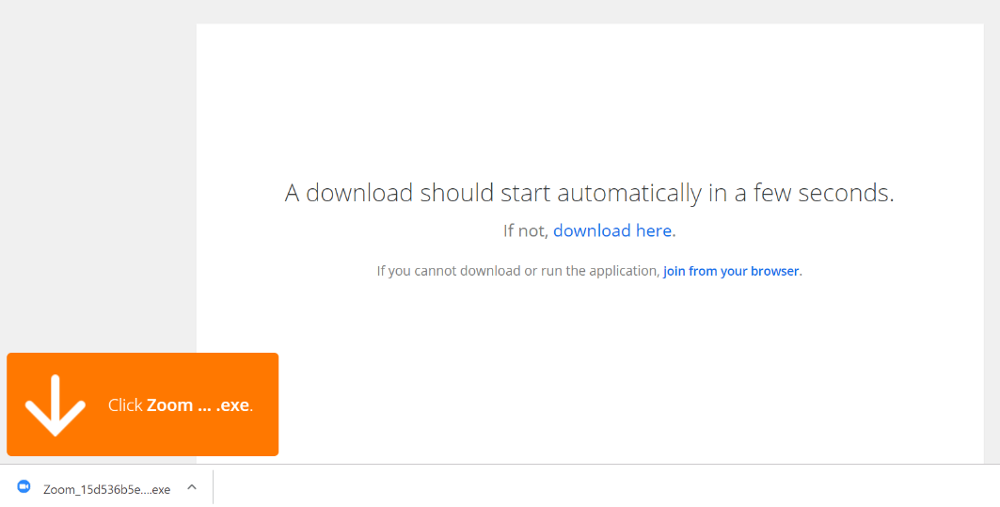 A download should start automatically in a few seconds.
If not, download here.
If you cannot download or run the application, join from your browser.
Click Zoom ... .exe.
Zoom_15d536b5e....exe